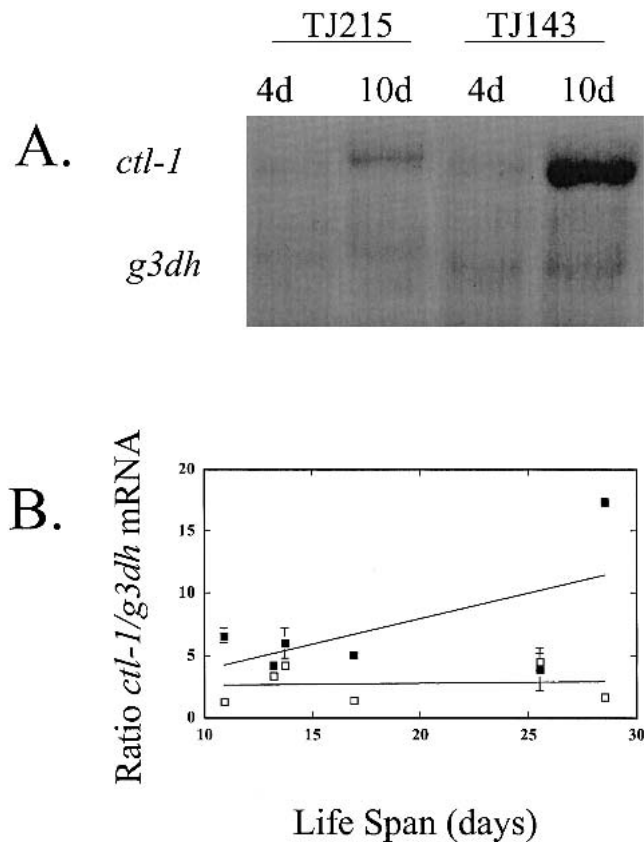 TJ215 TJ143
4d 10d 4d 10d
A. ctl-1
g3dh
B.
Ratio ctl-1/g3dh mRNA
20
15
10
5
0
10 15 20 25 30
Life Span (days)